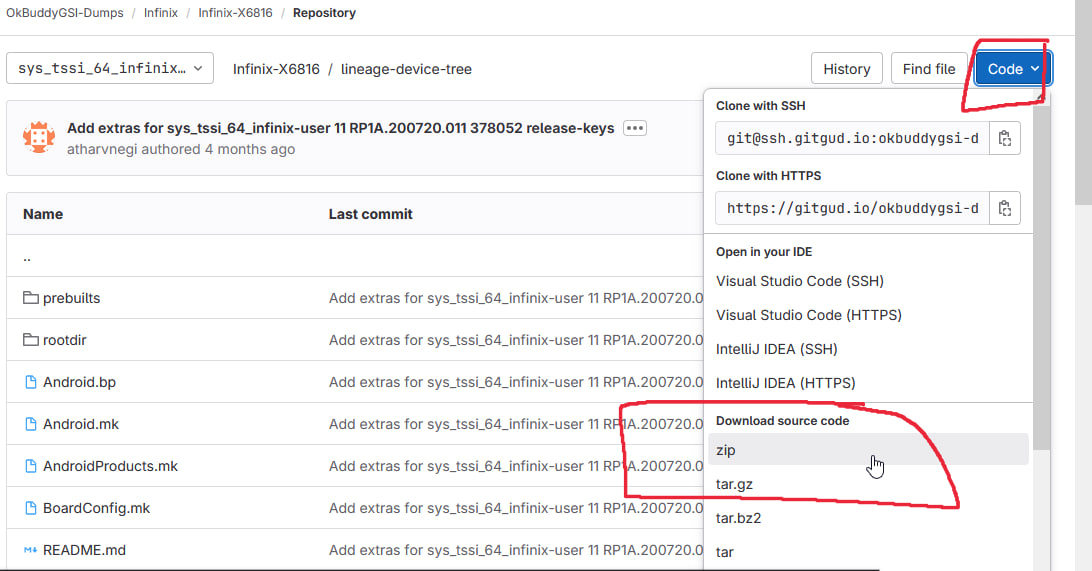 OkBuddyGSI-Dumps / Infinix / Infinix-X6816 / Repository
sys_tssi_64_infinix… Infinix-X6816 / lineage-device-tree History Find file Code
Add extras for sys_tssi_64_infinix-user 11 RP1A.200720.011 378052 release-keys
atharvnegi authored 4 months ago
Name Last commit
..
prebuilts Add extras for sys_tssi_64_infinix-user 11 RP1A.200720.0
rootdir Add extras for sys_tssi_64_infinix-user 11 RP1A.200720.0
Android.bp Add extras for sys_tssi_64_infinix-user 11 RP1A.200720.0
Android.mk Add extras for sys_tssi_64_infinix-user 11 RP1A.200720.0
AndroidProducts.mk Add extras for sys_tssi_64_infinix-user 11 RP1A.200720.0
BoardConfig.mk Add extras for sys_tssi_64_infinix-user 11 RP1A.200720.0
README.md Add extras for sys_tssi_64_infinix-user 11 RP1A.200720.0
Clone with SSH
git@ssh.gitgud.io:okbuddygsi-d
Clone with HTTPS
https://gitgud.io/okbuddygsi-d
Open in your IDE
Visual Studio Code (SSH)
Visual Studio Code (HTTPS)
IntelliJ IDEA (SSH)
IntelliJ IDEA (HTTPS)
Download source code
zip
tar.gz
tar.bz2
tar